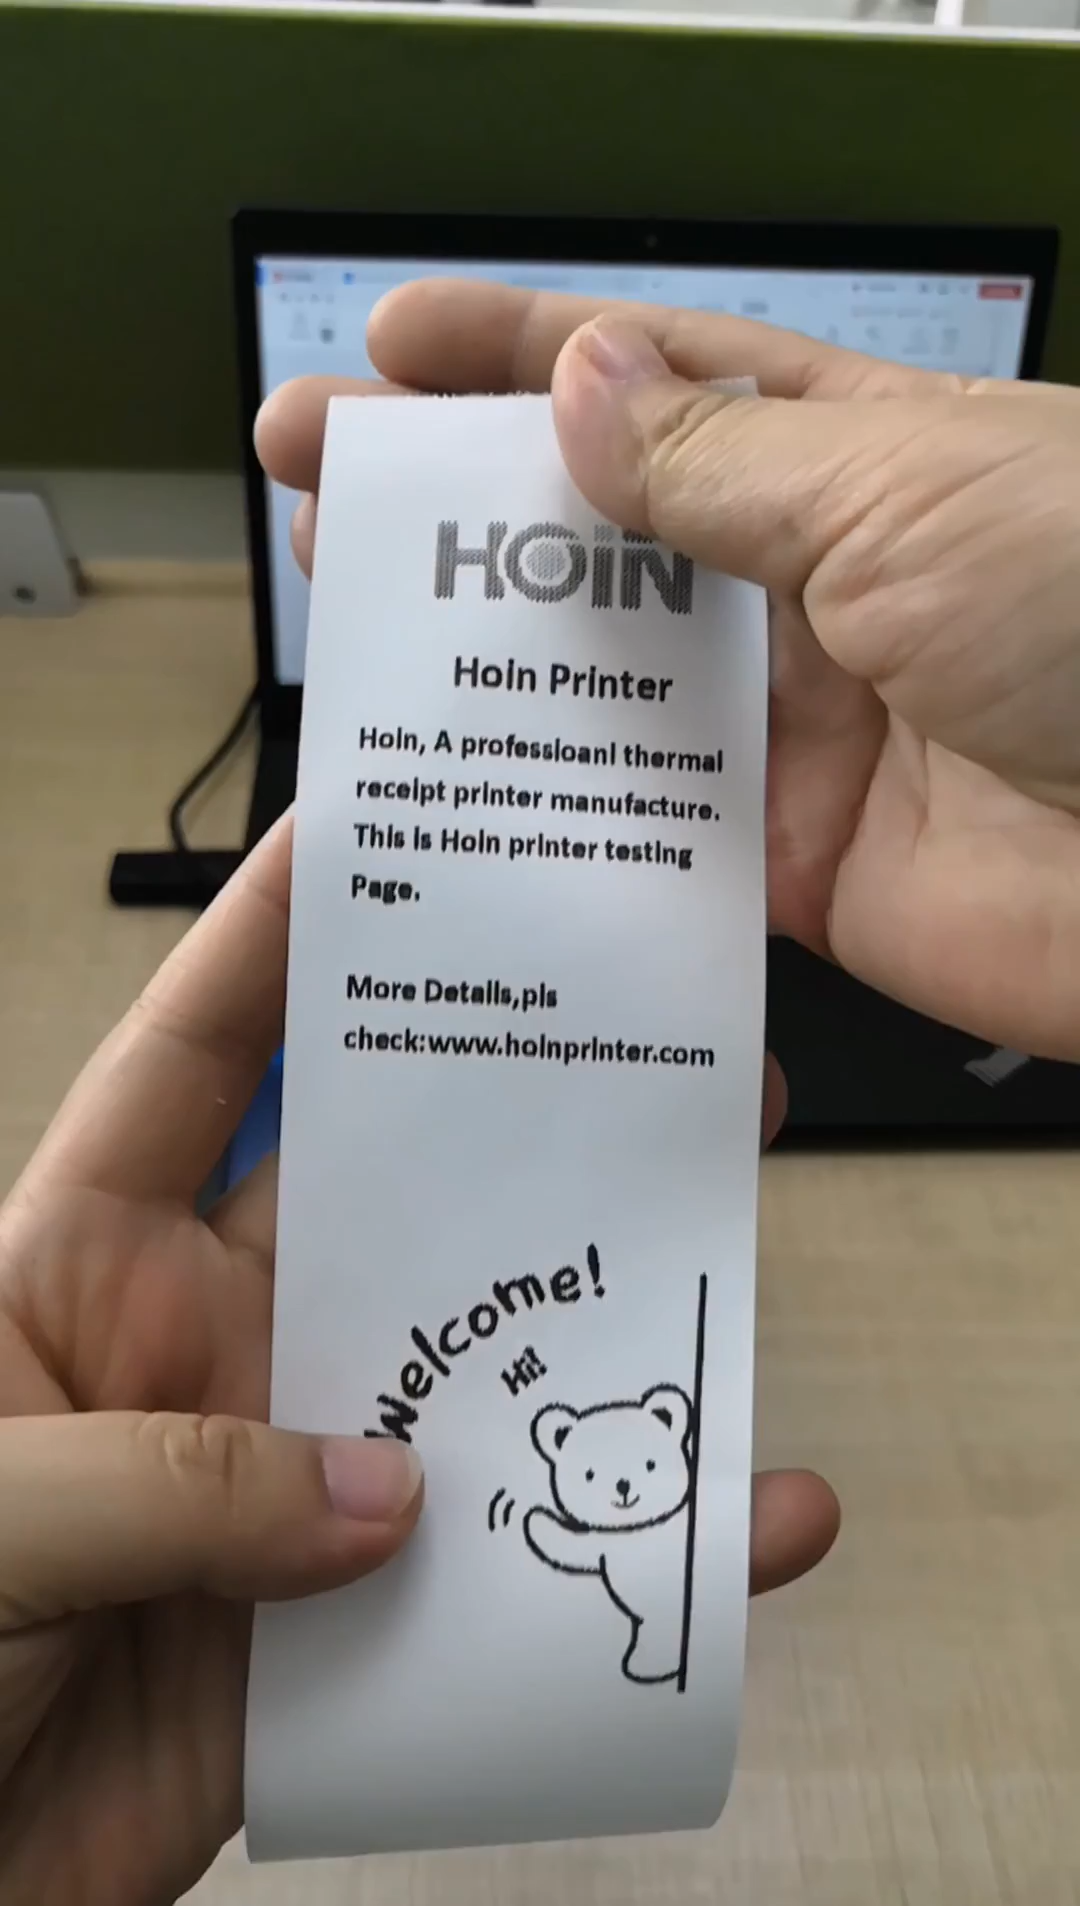 HOiN
Hoin Printer
Hoin, A professioanl thermal
receipt printer manufacture.
This is Hoin printer testing
Page.
More Details,pls
check:www.hoinprinter.com
Welcome!
Hi!